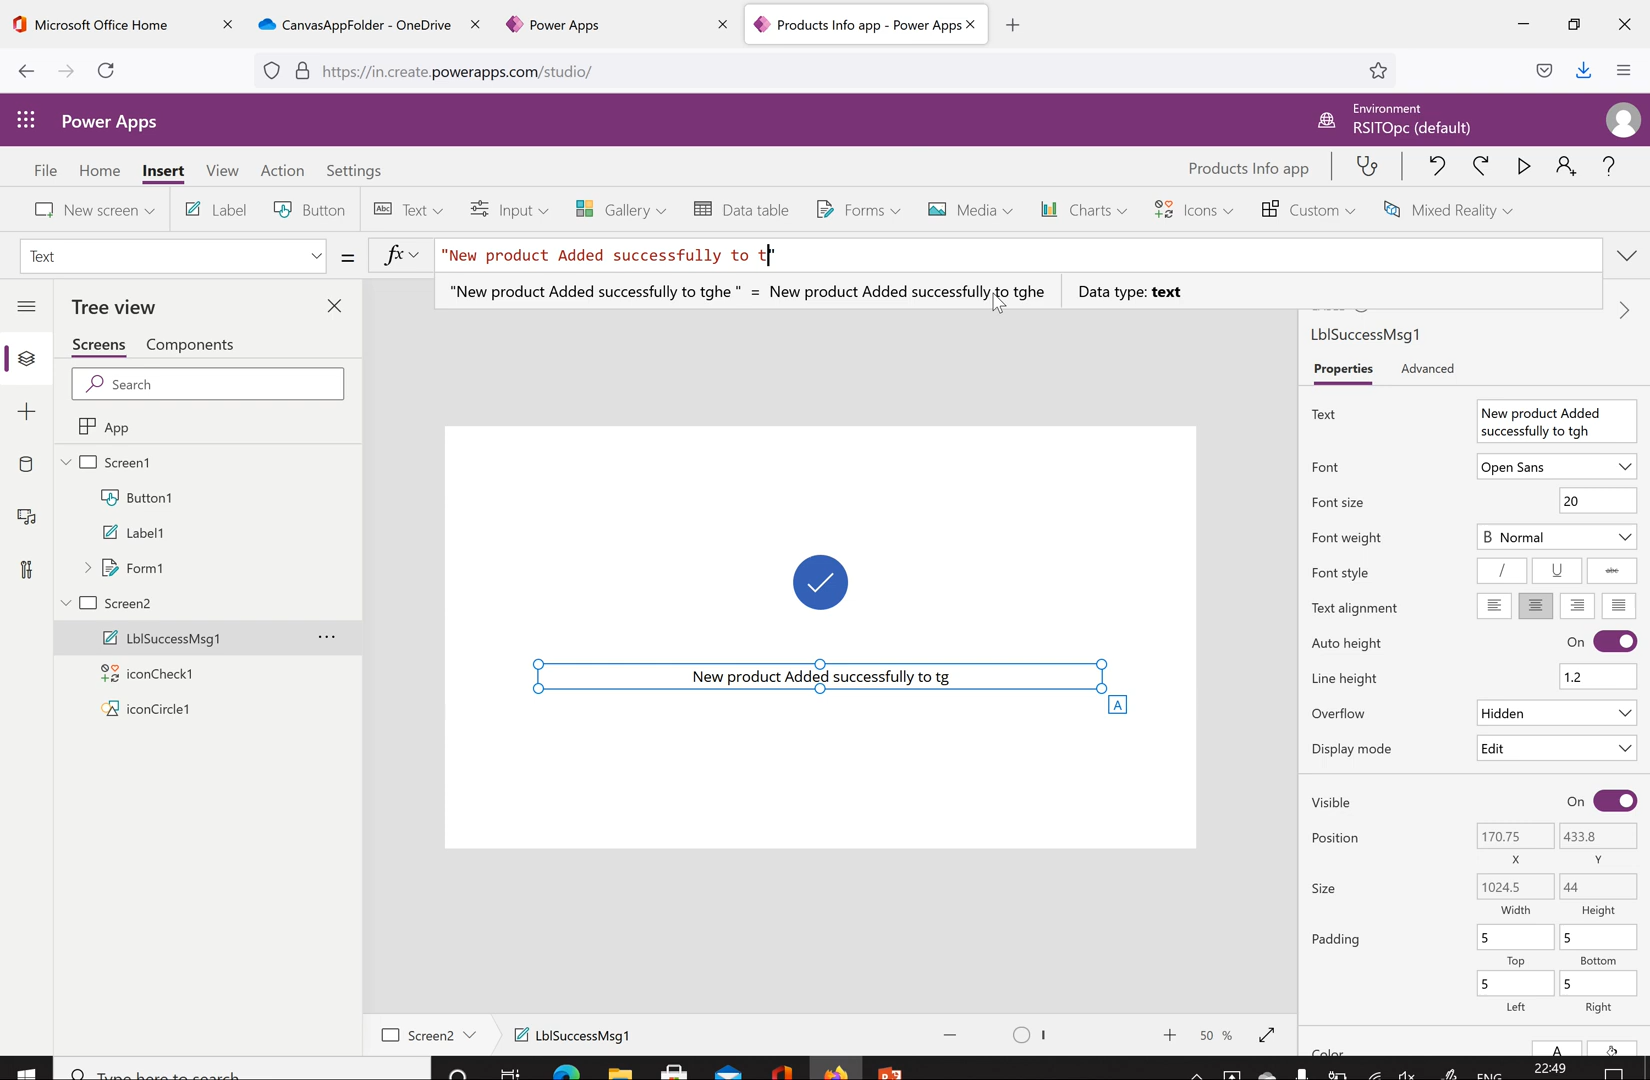 Microsoft Office Home
CanvasAppFolder - OneDrive
Power Apps
Products Info app - Power Apps
https://in.create.powerapps.com/studio/
Power Apps
Environment
RSITOpc (default)
File
Home
Insert
View
Action
Settings
Products Info app
New screen
Label
Button
Abc
Text
Input
Gallery
Data table
Forms
Media
Charts
Icons
Custom
Mixed Reality
Text
=
fx
"New product Added successfully to t"
"New product Added successfully to tghe " = New product Added successfully to tghe
Data type: text
Tree view
Screens
Components
Search
App
Screen1
Button1
Label1
Form1
Screen2
LblSuccessMsg1
iconCheck1
iconCircle1
New product Added successfully to tg
A
LblSuccessMsg1
Properties
Advanced
Text
New product Added
successfully to tgh
Font
Open Sans
Font size
20
Font weight
B Normal
Font style
/
U
abc
Text alignment
Auto height
On
Line height
1.2
Overflow
Hidden
Display mode
Edit
Visible
On
Position
170.75
433.8
X
Y
Size
1024.5
44
Width
Height
Padding
5
5
Top
Bottom
5
5
Left
Right
Color
A
Screen2
LblSuccessMsg1
50 %
Type here to search
ENG
22:49